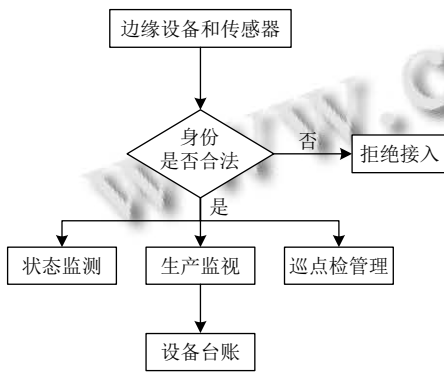 边缘设备和传感器
身份
是否合法
否
拒绝接入
是
状态监测
生产监视
巡点检管理
设备台账
www.c